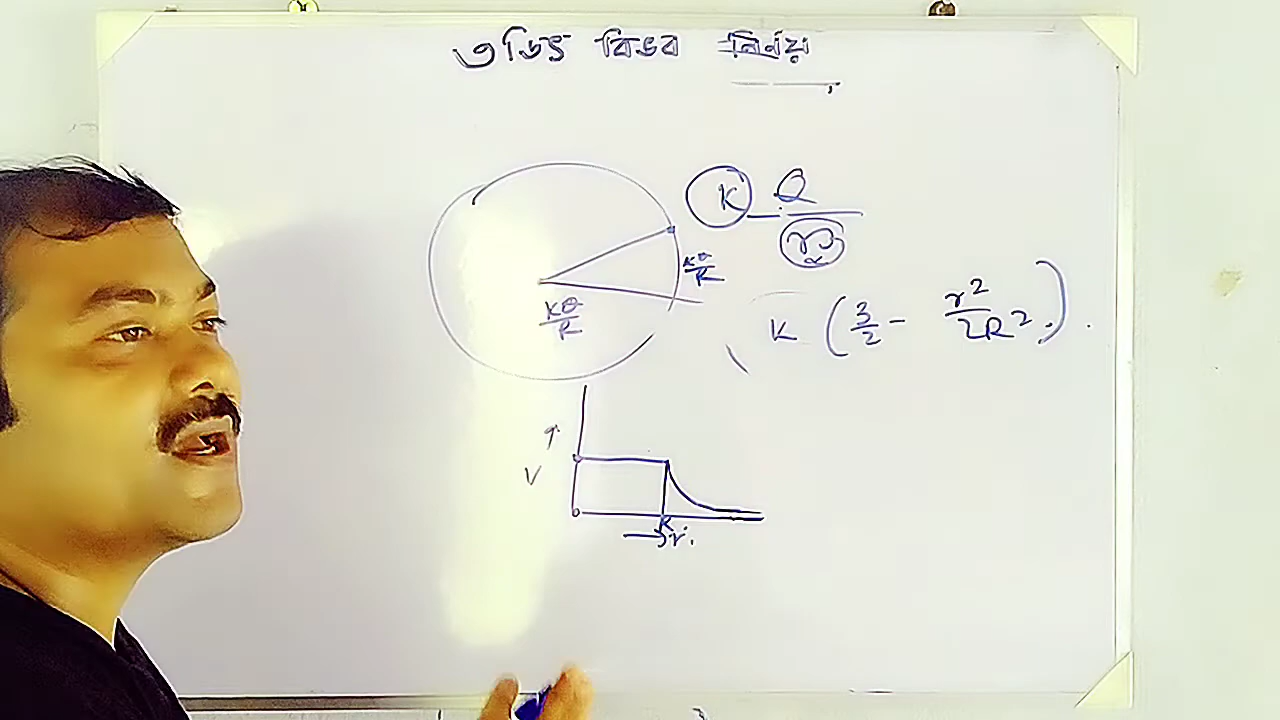 তড়িৎ বিভব নির্ণয়
K Q
r
KQ
R
KQ
R
K ( 3/2 - r²/2R² )
V
R
r.